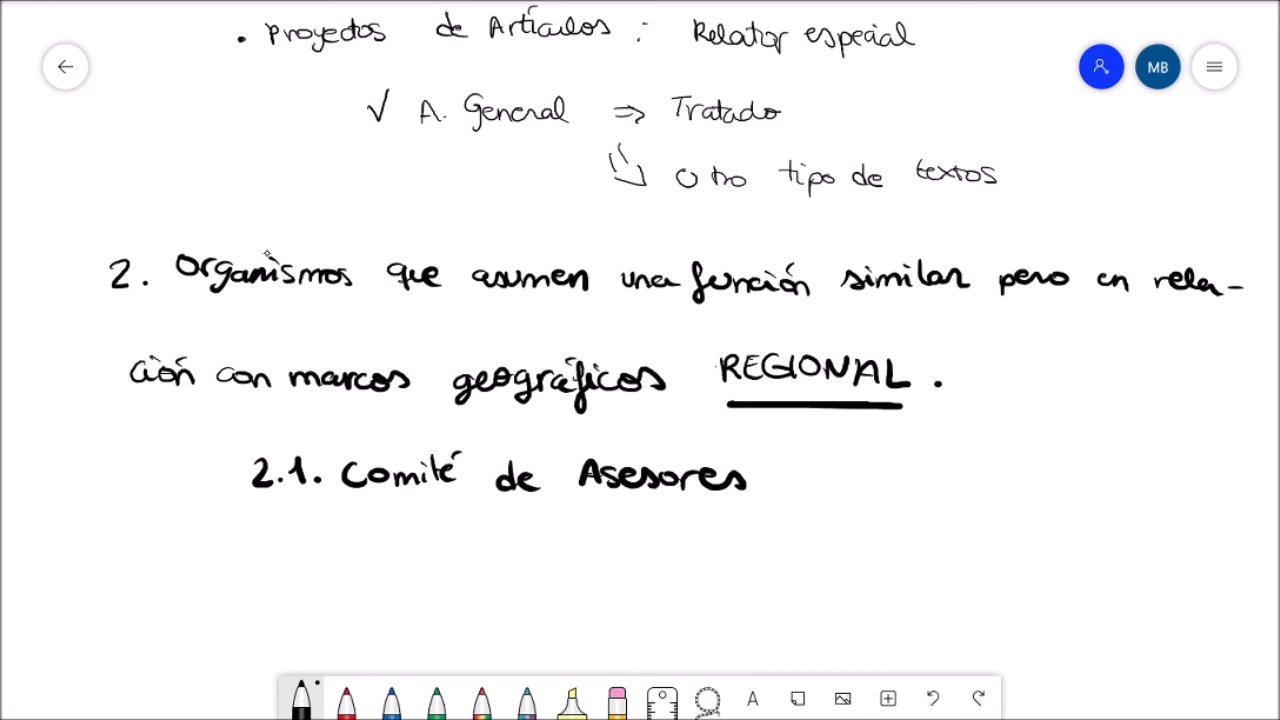 • Proyectos de Artículos : Relator especial
MB
√ A. General ⇒ Tratado
Otro tipo de textos
2. Organismos que asumen una función similar pero en rela-
ción con marcos geográficos REGIONAL.
2.1. Comité de Asesores
A